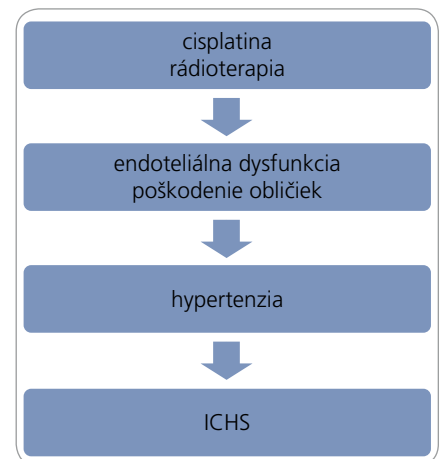 cisplatina
rádioterapia
endoteliálna dysfunkcia
poškodenie obličiek
hypertenzia
ICHS